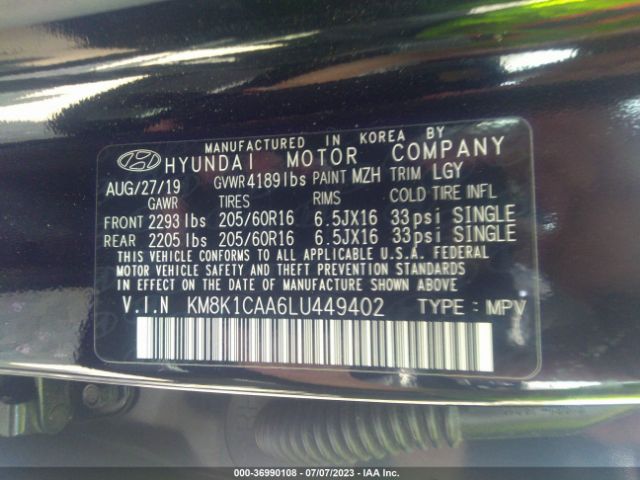 MANUFACTURED IN KOREA BY
HYUNDAI MOTOR COMPANY
AUG/27/19 GVWR 4189 lbs PAINT MZH TRIM LGY
GAWR TIRES RIMS COLD TIRE INFL
FRONT 2293 lbs 205/60R16 6.5JX16 33psi SINGLE
REAR 2205 lbs 205/60R16 6.5JX16 33psi SINGLE
THIS VEHICLE CONFORMS TO ALL APPLICABLE U.S.A. FEDERAL
MOTOR VEHICLE SAFETY AND THEFT PREVENTION STANDARDS
IN EFFECT ON THE DATE OF MANUFACTURE SHOWN ABOVE
V.I.N KM8K1CAA6LU449402 TYPE : MPV
000-36990108 - 07/07/2023 - IAA Inc.